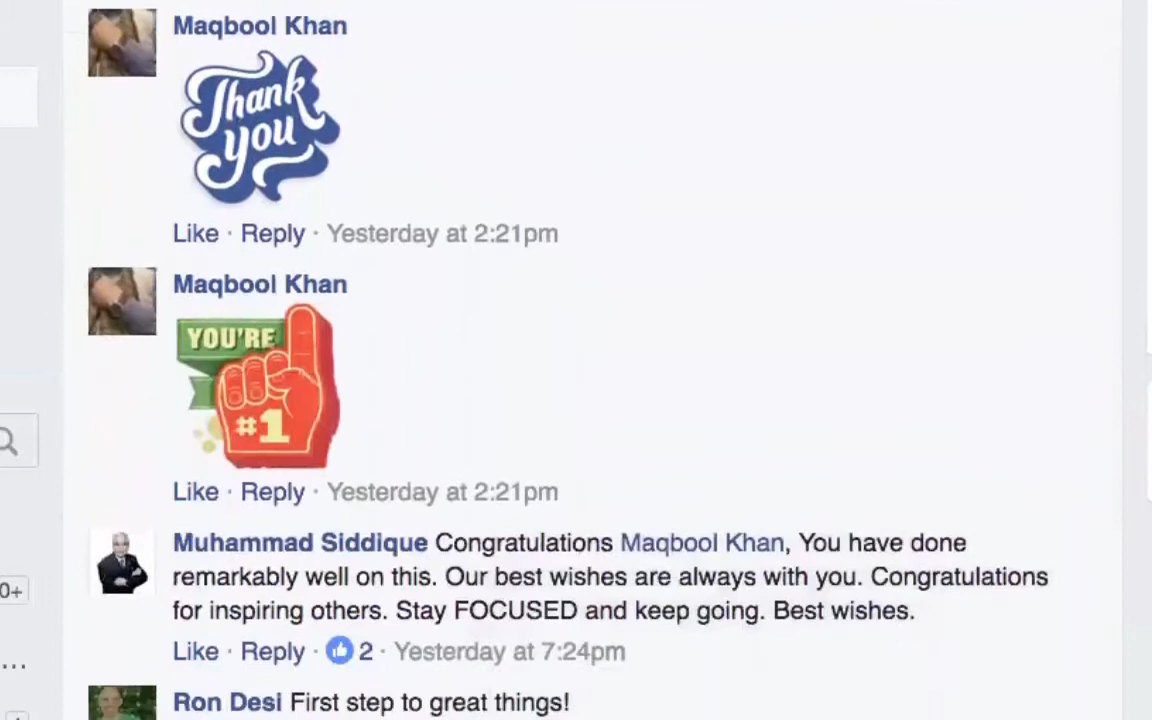 Maqbool Khan
Thank
you
Like · Reply · Yesterday at 2:21pm
Maqbool Khan
YOU'RE
#1
Like · Reply · Yesterday at 2:21pm
Muhammad Siddique Congratulations Maqbool Khan, You have done
remarkably well on this. Our best wishes are always with you. Congratulations
0+
for inspiring others. Stay FOCUSED and keep going. Best wishes.
Like · Reply · 2 · Yesterday at 7:24pm
...
Ron Desi First step to great things!